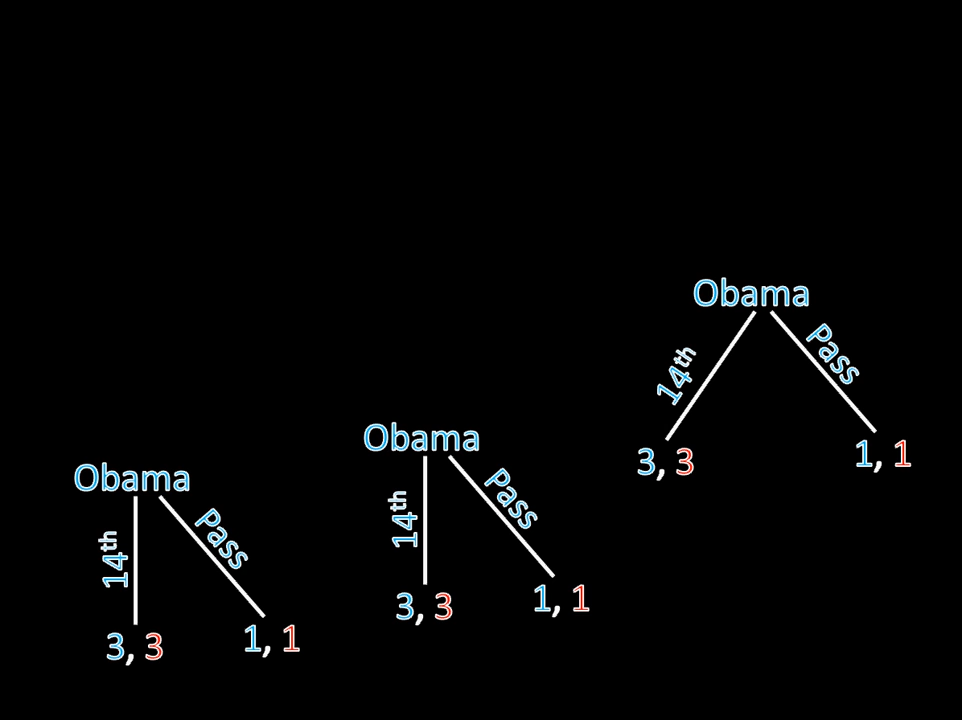 Obama
14th
Pass
3, 3
1, 1
Obama
14th
Pass
3, 3
1, 1
Obama
14th
Pass
3, 3
1, 1